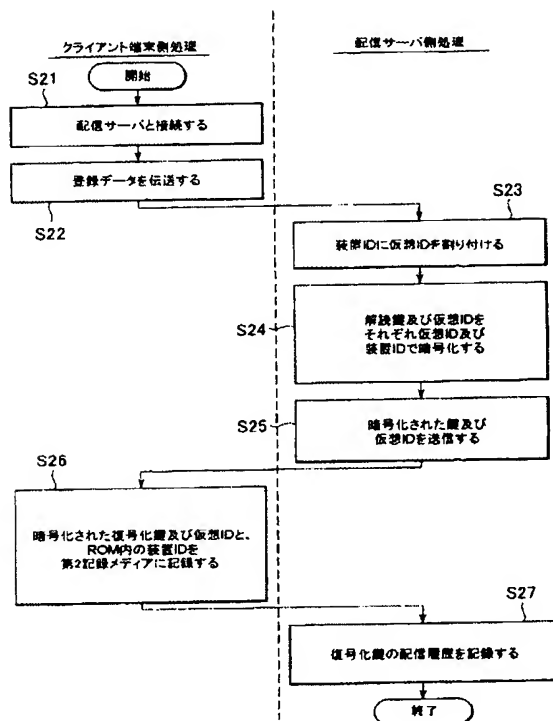 クライアント端末側処理
配信サーバ側処理
開始
S21
配信サーバと接続する
登録データを伝送する
S22
S23
装置IDに仮想IDを割り付ける
S24
解読鍵及び仮想IDを
それぞれ仮想ID及び
装置IDで暗号化する
S25
暗号化された鍵及び
仮想IDを送信する
S26
暗号化された復号化鍵及び仮想IDと、
ROM内の装置IDを
第2記録メディアに記録する
S27
復号化鍵の配信履歴を記録する
終了